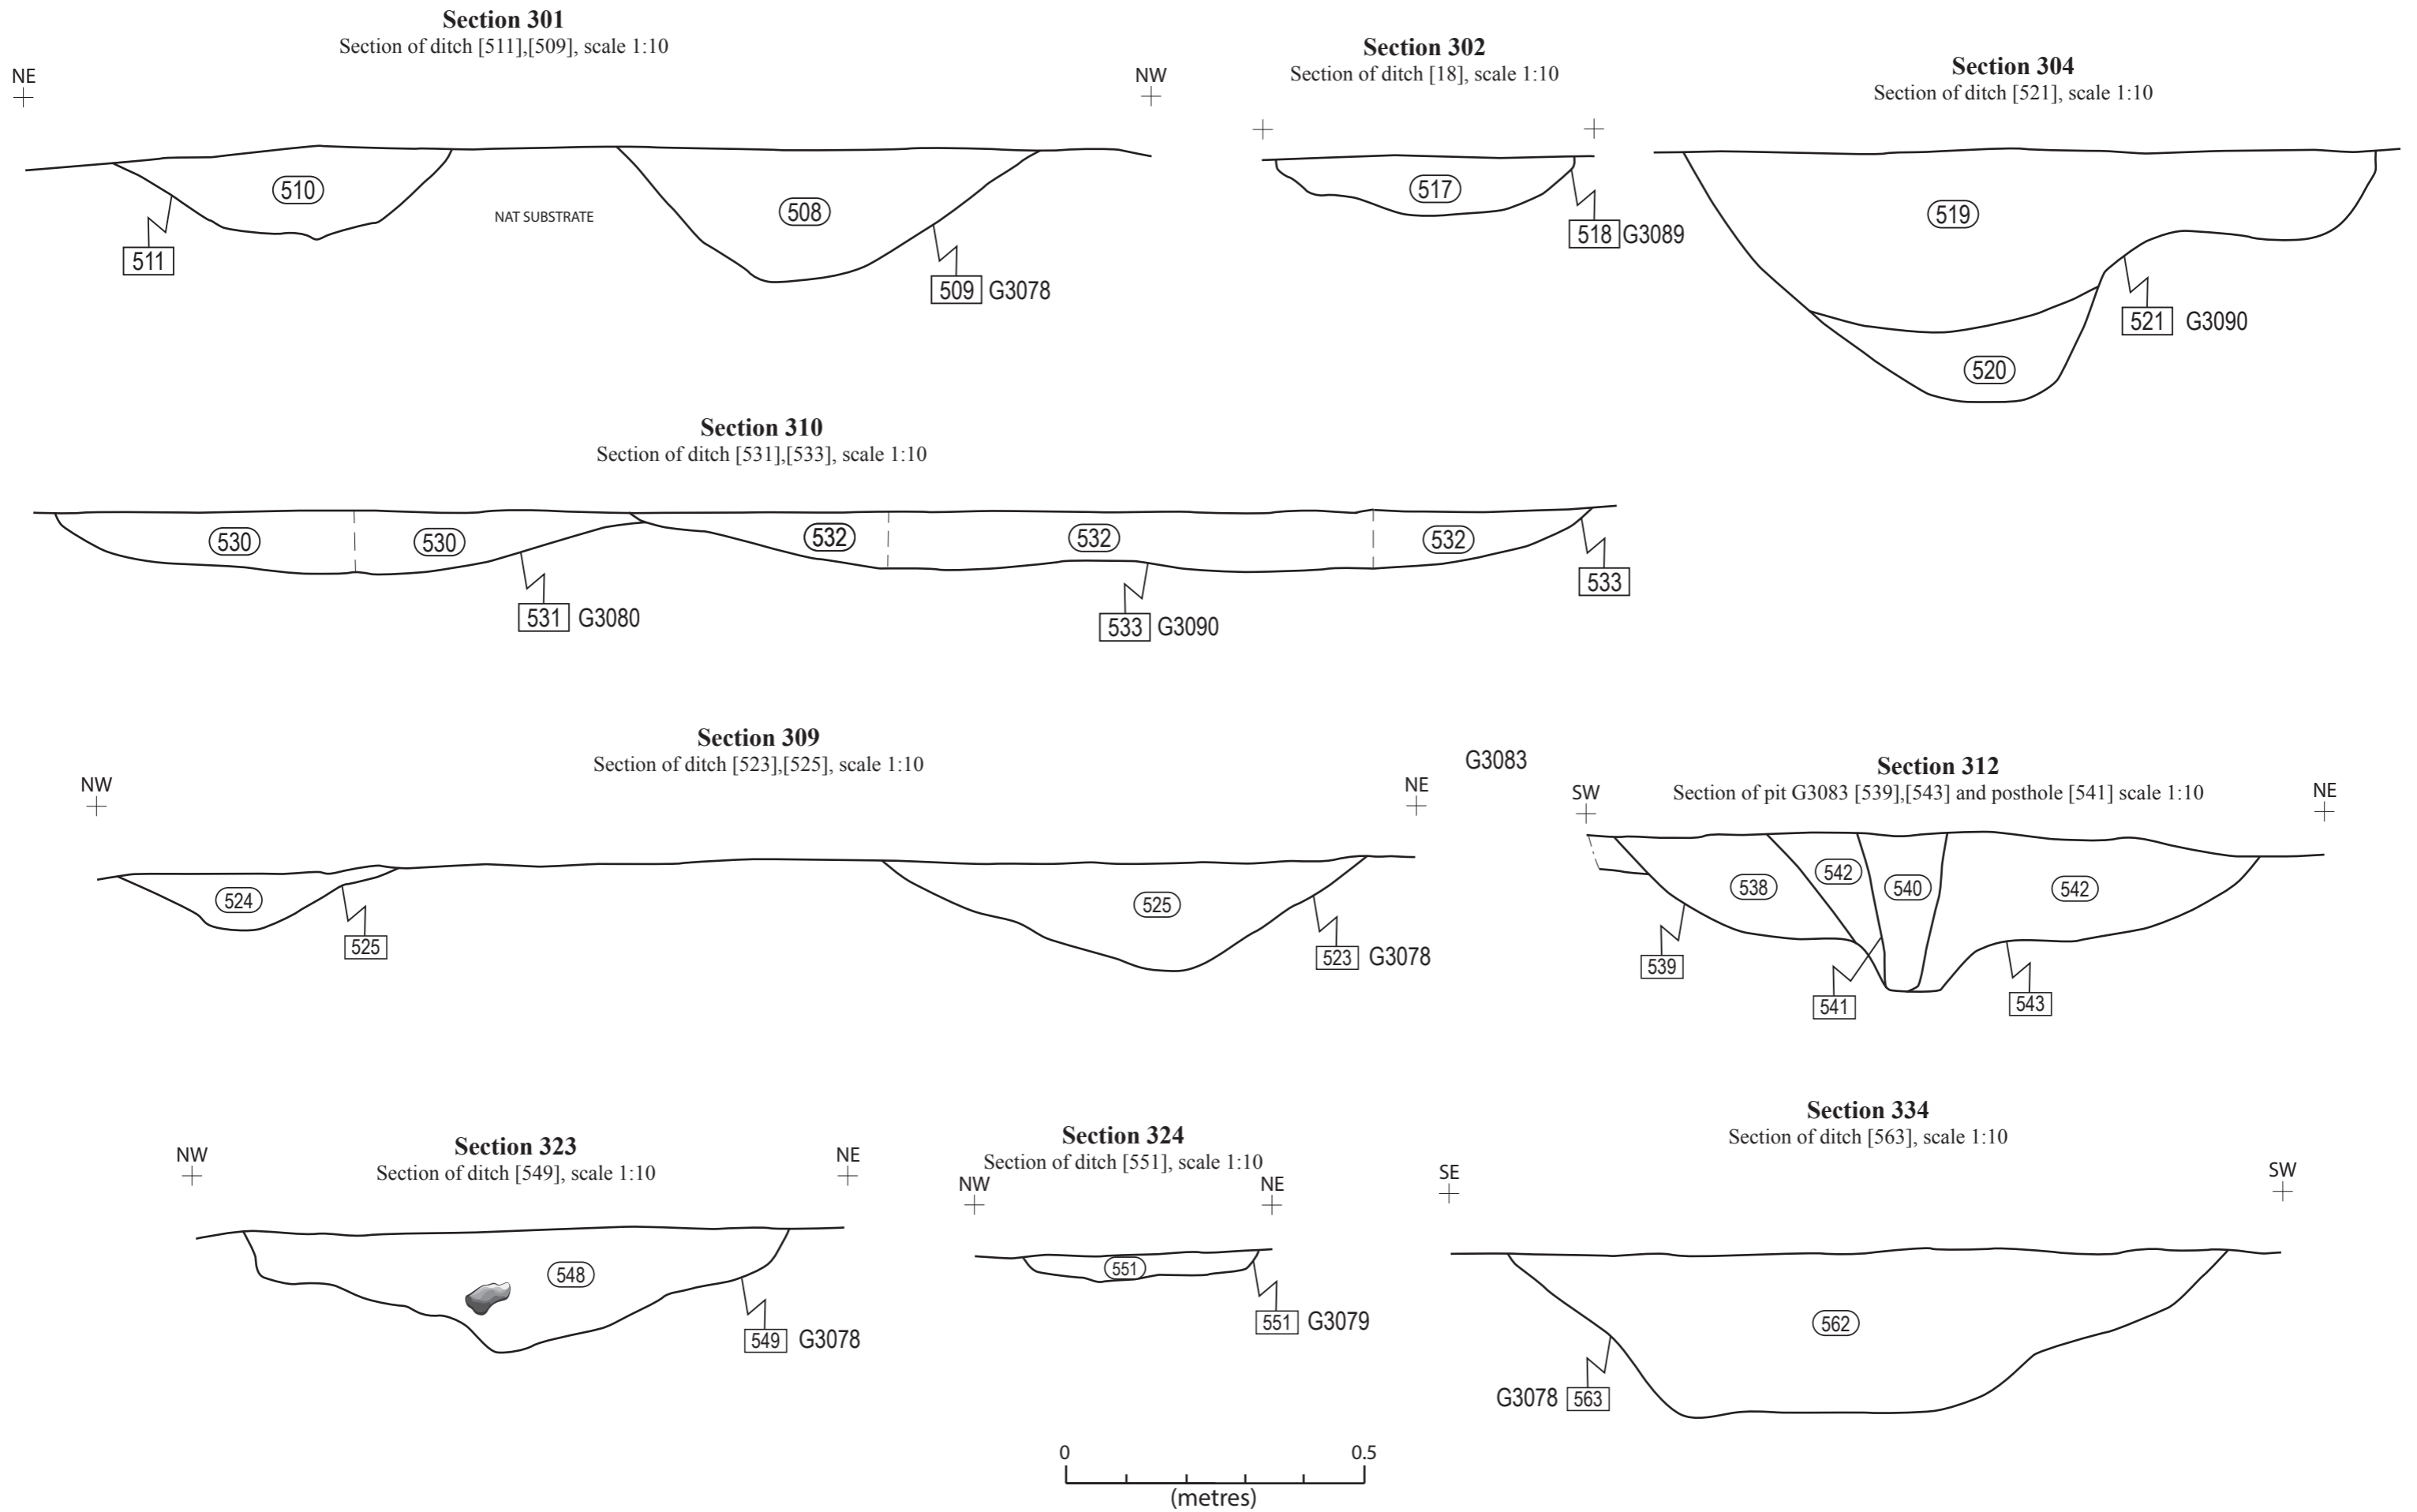 Section 301
Section of ditch [511],[509], scale 1:10
NE
NW
510
NAT SUBSTRATE
508
511
509 G3078
Section 302
Section of ditch [18], scale 1:10
517
518 G3089
Section 304
Section of ditch [521], scale 1:10
519
521 G3090
520
Section 310
Section of ditch [531],[533], scale 1:10
530
530
532
532
532
531 G3080
533 G3090
533
Section 309
Section of ditch [523],[525], scale 1:10
NW
NE
524
525
525
523 G3078
G3083
Section 312
Section of pit G3083 [539],[543] and posthole [541] scale 1:10
SW
NE
538
542
540
542
539
541
543
Section 323
Section of ditch [549], scale 1:10
NW
NE
548
549 G3078
Section 324
Section of ditch [551], scale 1:10
NW
NE
551
551 G3079
Section 334
Section of ditch [563], scale 1:10
SE
SW
562
G3078 563
0 0.5
(metres)